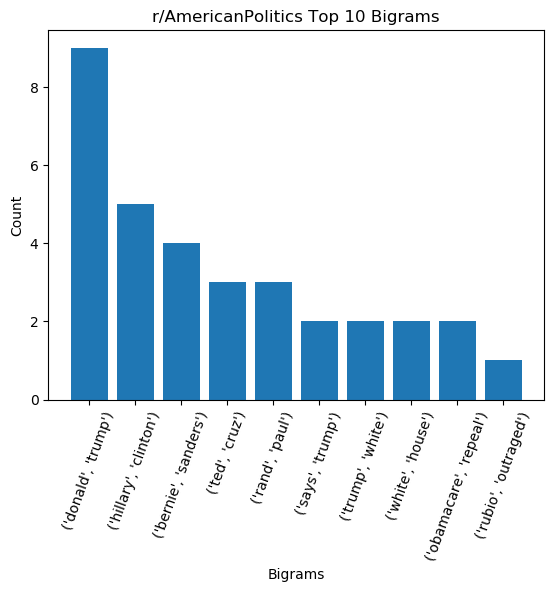 r/AmericanPolitics Top 10 Bigrams
Count
8
6
4
2
0
('donald', 'trump')
('hillary', 'clinton')
('bernie', 'sanders')
('ted', 'cruz')
('rand', 'paul')
('says', 'trump')
('trump', 'white')
('white', 'house')
('obamacare', 'repeal')
('rubio', 'outraged')
Bigrams